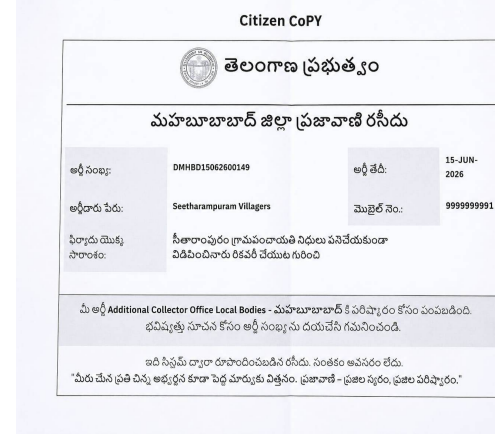 Citizen CoPY
తెలంగాణ ప్రభుత్వం
మహబూబాబాద్ జిల్లా ప్రజావాణి రసీదు
అర్జీ సంఖ్య: DMHBD15062600149 అర్జీ తేదీ: 15-JUN-2026
అర్జీదారు పేరు: Seetharampuram Villagers మొబైల్ నెం.: 9999999991
ఫిర్యాదు యొక్క సారాంశం: సీతారాంపురం గ్రామపంచాయతి నిధులు పనిచేయకుండా
విడిపించినారు రికవరీ చేయుట గురించి
మీ అర్జీ Additional Collector Office Local Bodies - మహబూబాబాద్ కి పరిష్కారం కోసం పంపబడింది.
భవిష్యత్తు సూచన కోసం అర్జీ సంఖ్యను దయచేసి గమనించండి.
ఇది సిస్టమ్ ద్వారా రూపొందించబడిన రసీదు. సంతకం అవసరం లేదు.
"మీరు చేసే ప్రతి చిన్న అభ్యర్థన కూడా పెద్ద మార్పుకు విత్తనం. ప్రజావాణి – ప్రజల స్వరం, ప్రజల పరిష్కారం."